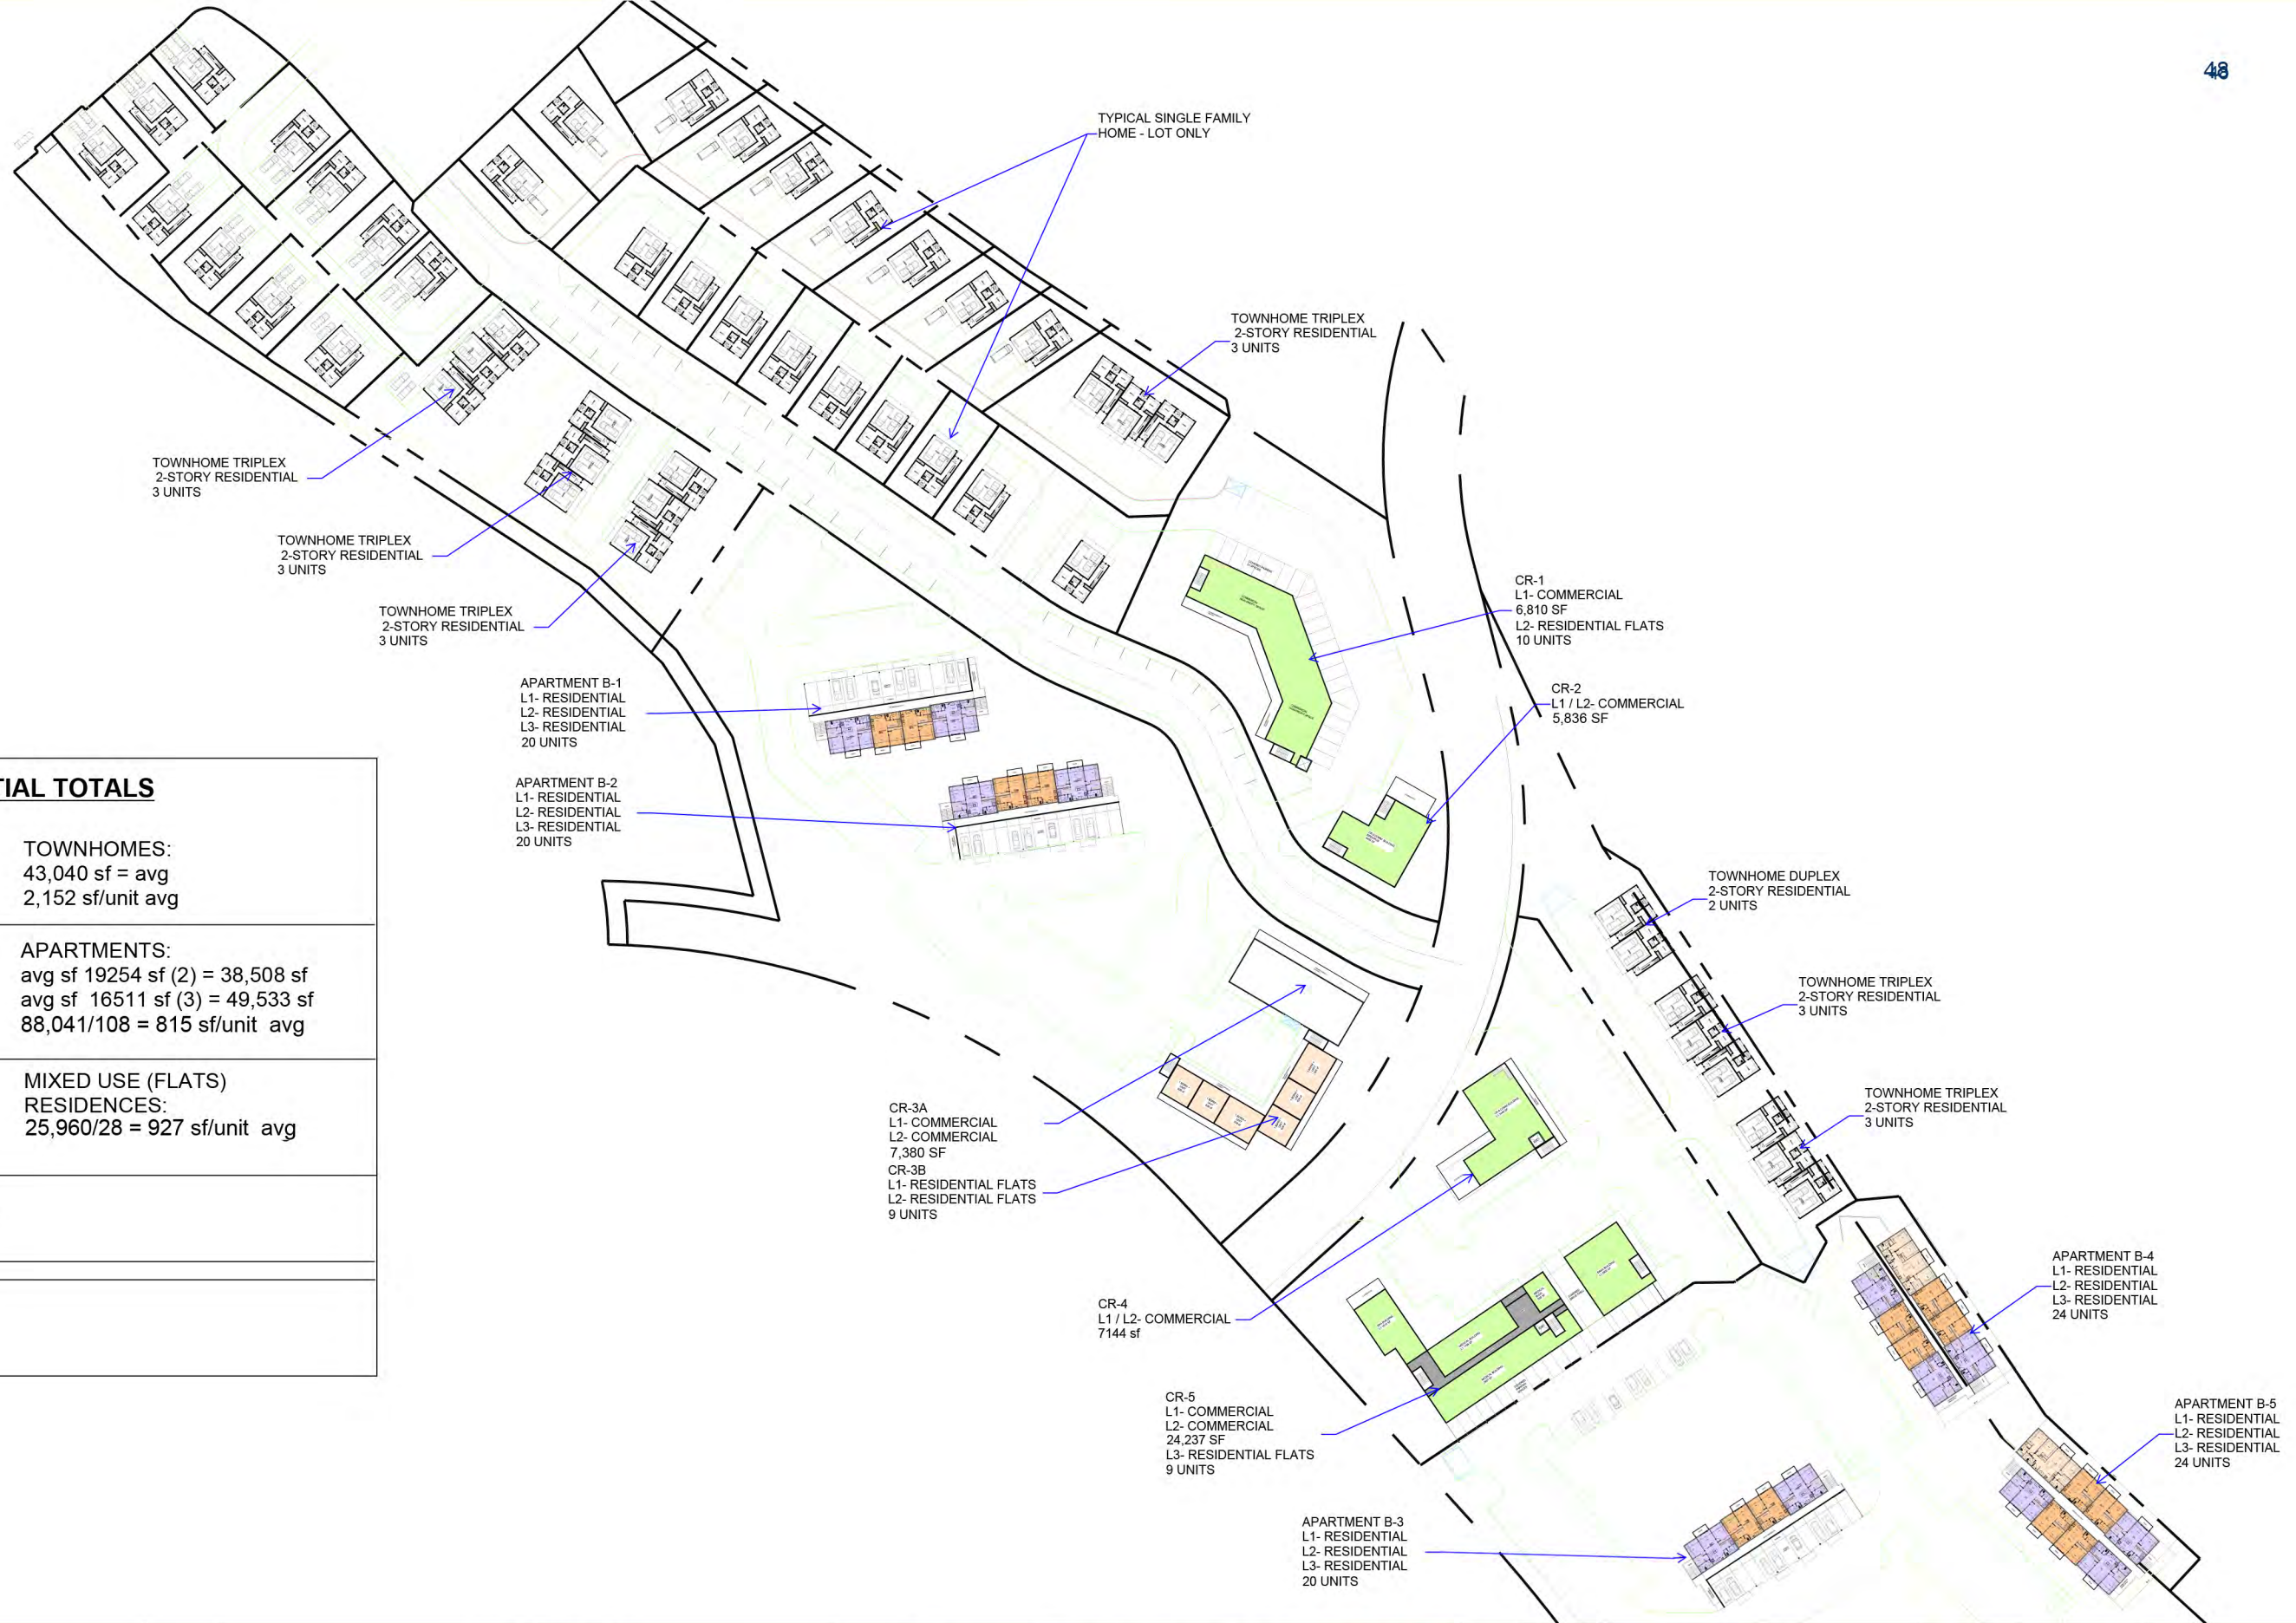 48
TYPICAL SINGLE FAMILY
HOME - LOT ONLY
TOWNHOME TRIPLEX
2-STORY RESIDENTIAL
3 UNITS
TOWNHOME TRIPLEX
2-STORY RESIDENTIAL
3 UNITS
TOWNHOME TRIPLEX
2-STORY RESIDENTIAL
3 UNITS
TOWNHOME TRIPLEX
2-STORY RESIDENTIAL
3 UNITS
CR-1
L1- COMMERCIAL
6,810 SF
L2- RESIDENTIAL FLATS
10 UNITS
CR-2
L1 / L2- COMMERCIAL
5,836 SF
APARTMENT B-1
L1- RESIDENTIAL
L2- RESIDENTIAL
L3- RESIDENTIAL
20 UNITS
APARTMENT B-2
L1- RESIDENTIAL
L2- RESIDENTIAL
L3- RESIDENTIAL
20 UNITS
TIAL TOTALS
TOWNHOMES:
43,040 sf = avg
2,152 sf/unit avg
APARTMENTS:
avg sf 19254 sf (2) = 38,508 sf
avg sf 16511 sf (3) = 49,533 sf
88,041/108 = 815 sf/unit avg
MIXED USE (FLATS)
RESIDENCES:
25,960/28 = 927 sf/unit avg
TOWNHOME DUPLEX
2-STORY RESIDENTIAL
2 UNITS
TOWNHOME TRIPLEX
2-STORY RESIDENTIAL
3 UNITS
TOWNHOME TRIPLEX
2-STORY RESIDENTIAL
3 UNITS
CR-3A
L1- COMMERCIAL
L2- COMMERCIAL
7,380 SF
CR-3B
L1- RESIDENTIAL FLATS
L2- RESIDENTIAL FLATS
9 UNITS
CR-4
L1 / L2- COMMERCIAL
7144 sf
APARTMENT B-4
L1- RESIDENTIAL
L2- RESIDENTIAL
L3- RESIDENTIAL
24 UNITS
CR-5
L1- COMMERCIAL
L2- COMMERCIAL
24,237 SF
L3- RESIDENTIAL FLATS
9 UNITS
APARTMENT B-5
L1- RESIDENTIAL
L2- RESIDENTIAL
L3- RESIDENTIAL
24 UNITS
APARTMENT B-3
L1- RESIDENTIAL
L2- RESIDENTIAL
L3- RESIDENTIAL
20 UNITS